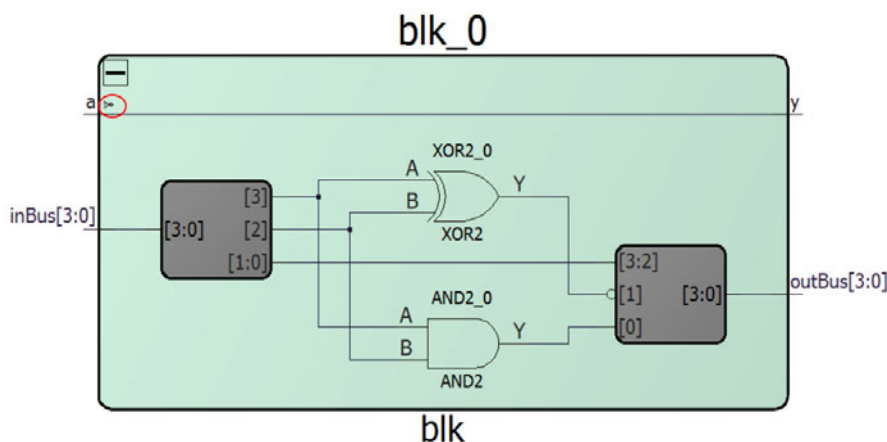 blk_0
a
y
XOR2_0
A
Y
[3]
B
inBus[3:0]
[3:0]
[2]
XOR2
[1:0]
[3:2]
AND2_0
[1]
[3:0]
outBus[3:0]
A
Y
[0]
B
AND2
blk